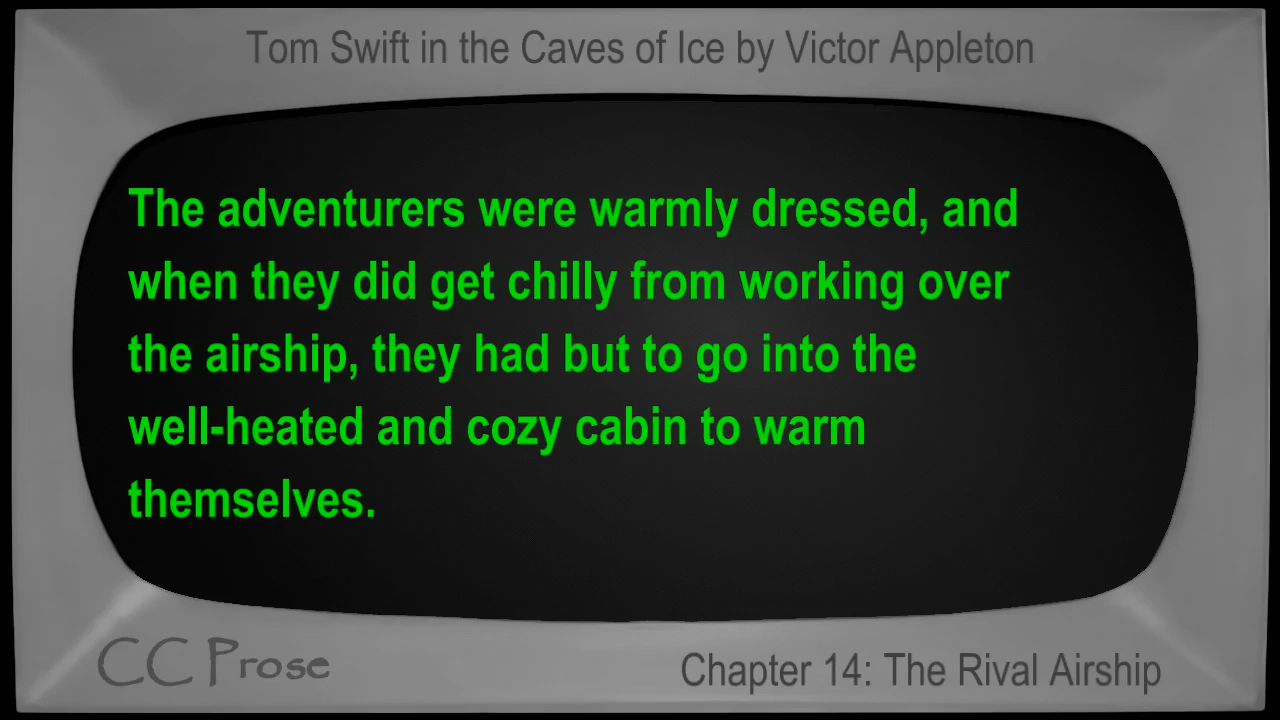 Tom Swift in the Caves of Ice by Victor Appleton
The adventurers were warmly dressed, and
when they did get chilly from working over
the airship, they had but to go into the
well-heated and cozy cabin to warm
themselves.
CC Prose
Chapter 14: The Rival Airship